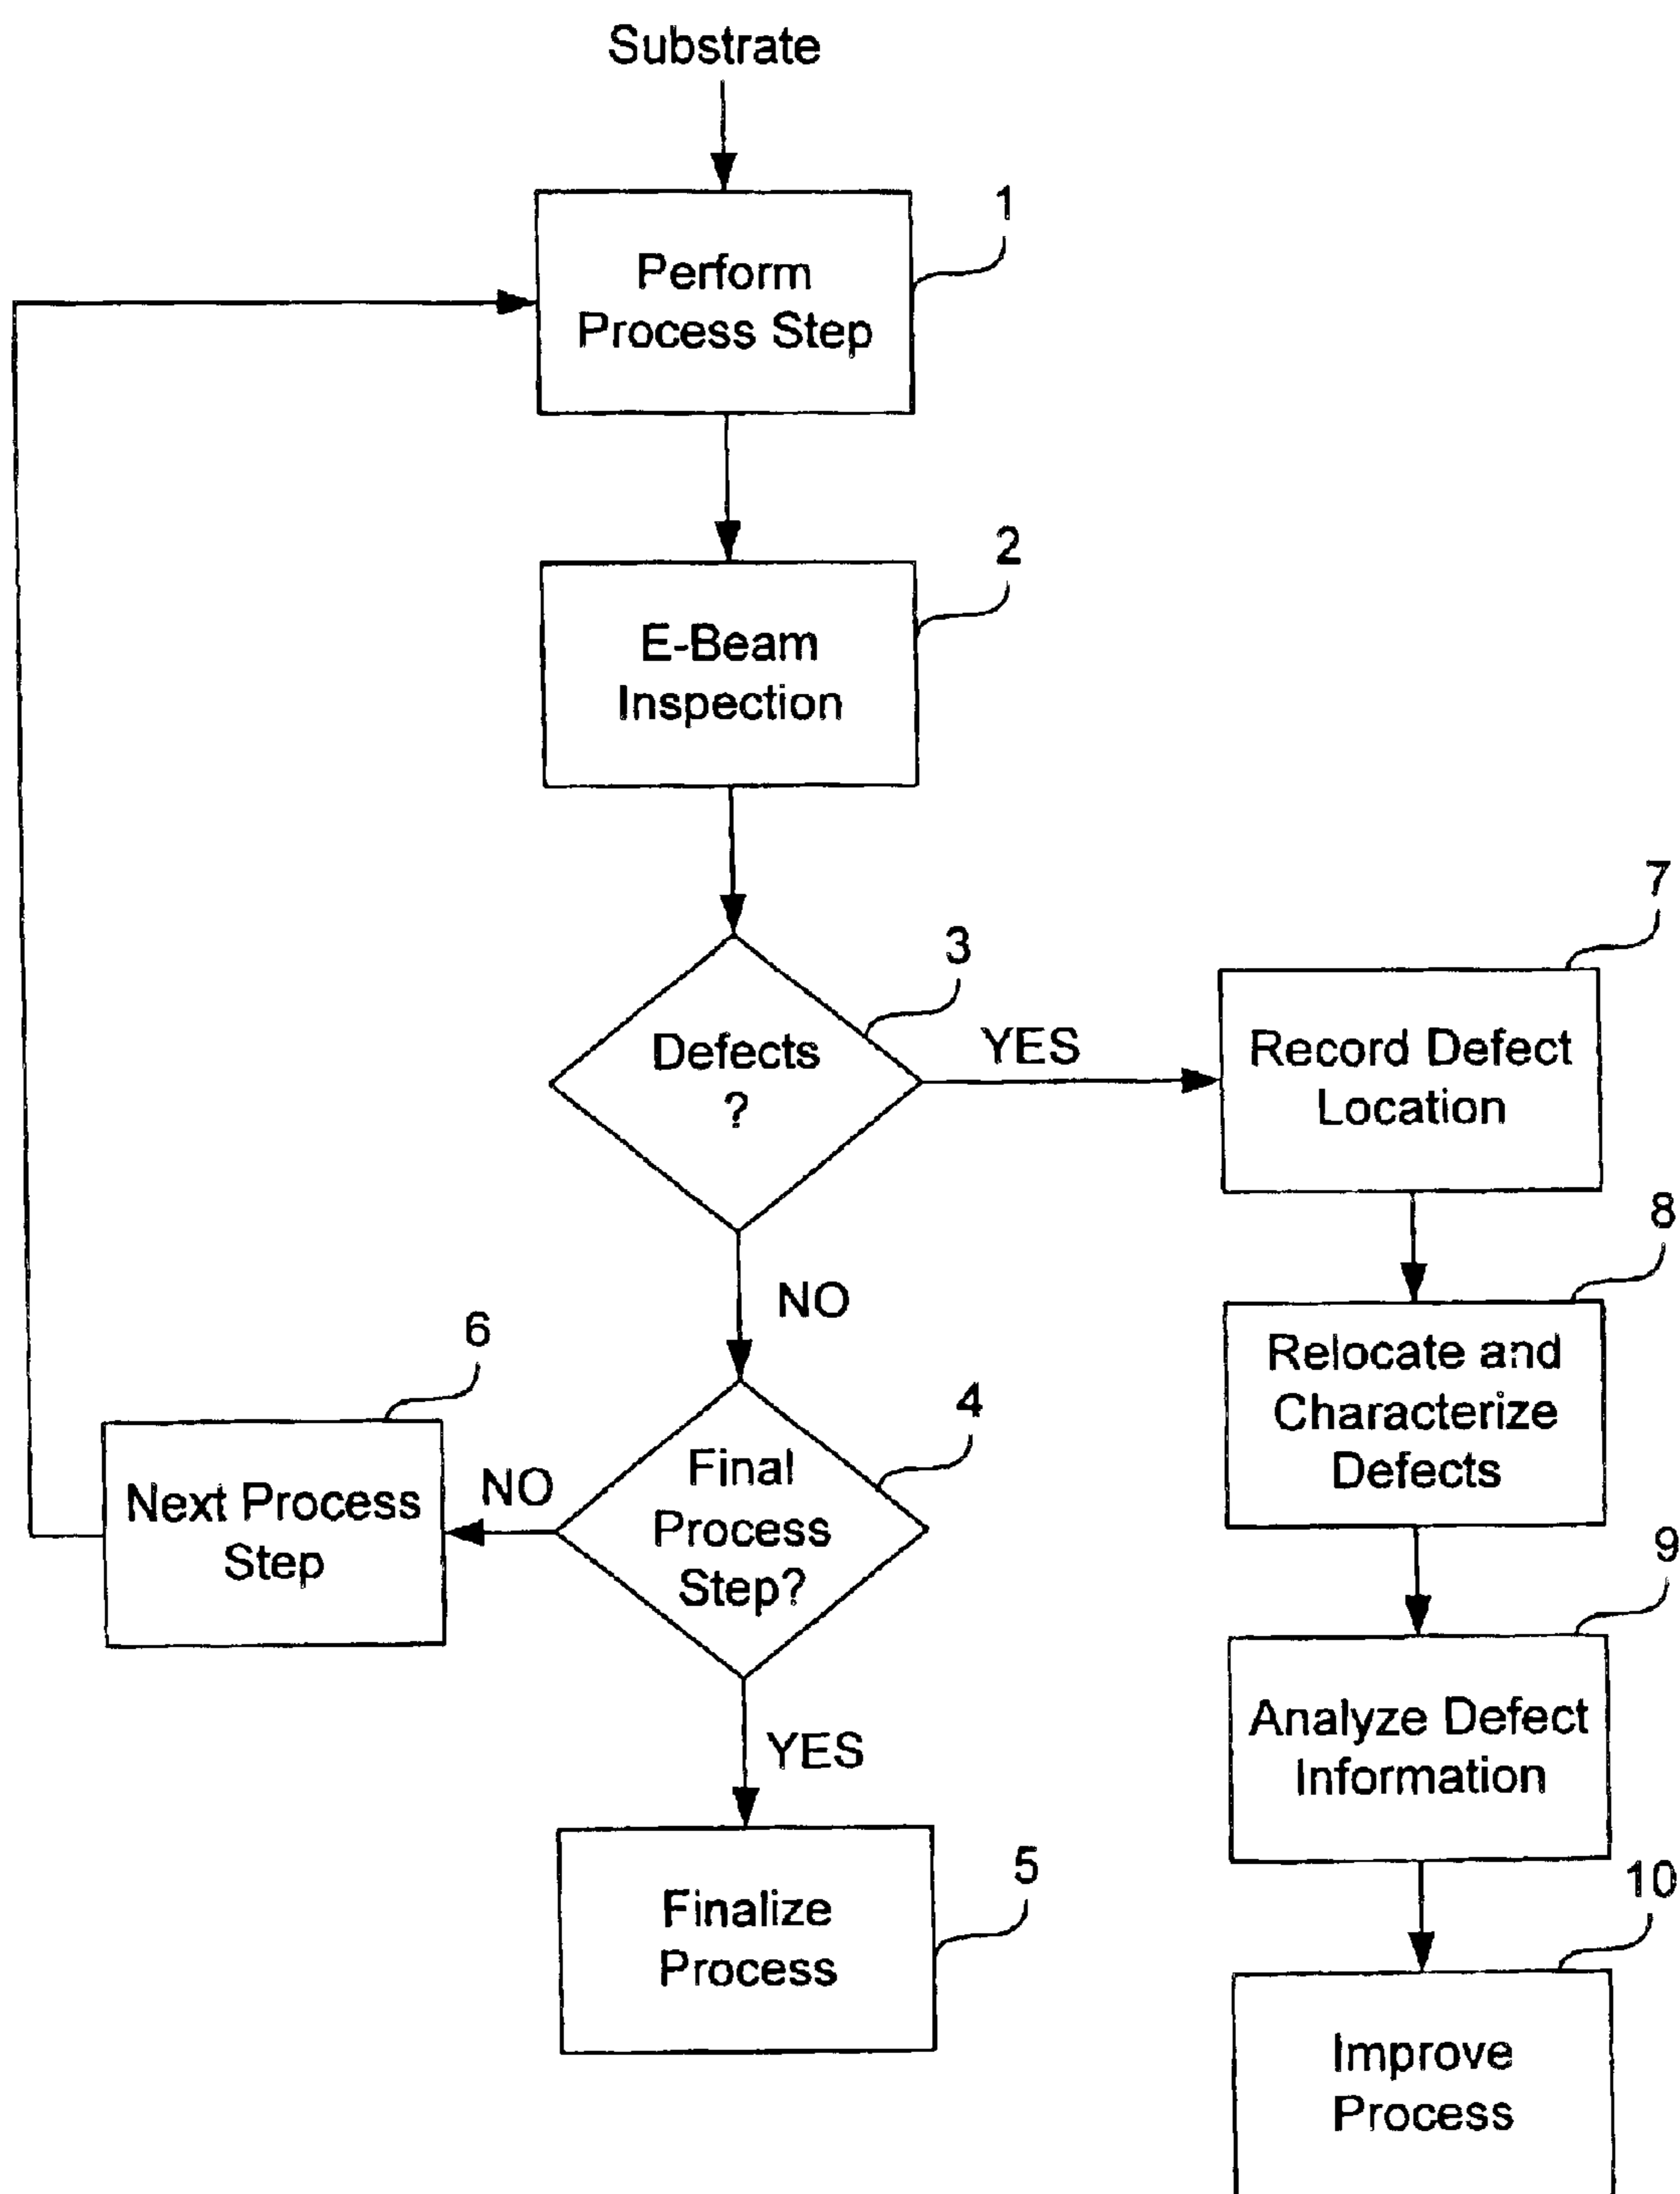 Substrate
1
Perform
Process Step
2
E-Beam
Inspection
3
Defects
?
YES
NO
7
Record Defect
Location
8
Relocate and
Characterize
Defects
6
Next Process
Step
NO
4
Final
Process
Step?
YES
9
Analyze Defect
Information
5
Finalize
Process
10
Improve
Process